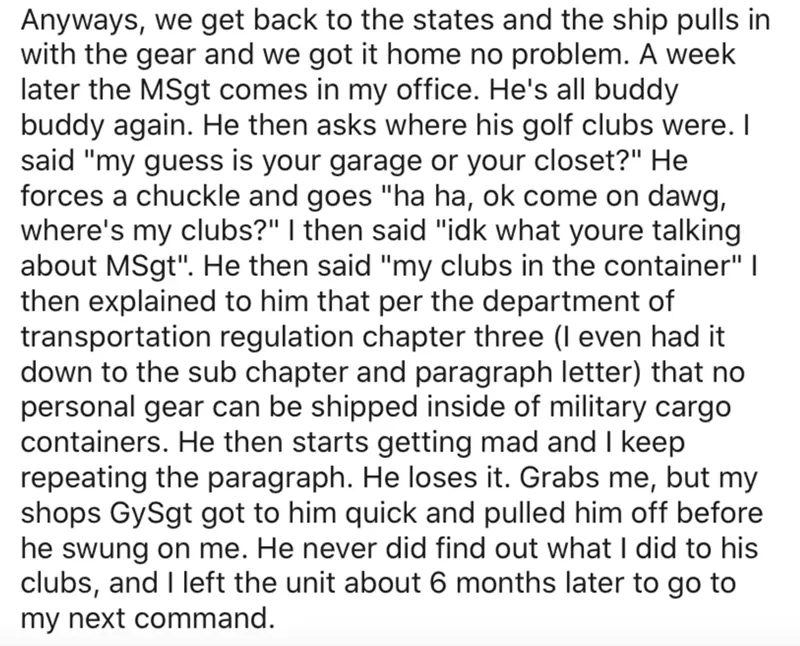 Anyways, we get back to the states and the ship pulls in
with the gear and we got it home no problem. A week
later the MSgt comes in my office. He's all buddy
buddy again. He then asks where his golf clubs were. I
said "my guess is your garage or your closet?" He
forces a chuckle and goes "ha ha, ok come on dawg,
where's my clubs?" I then said "idk what youre talking
about MSgt". He then said "my clubs in the container" I
then explained to him that per the department of
transportation regulation chapter three (I even had it
down to the sub chapter and paragraph letter) that no
personal gear can be shipped inside of military cargo
containers. He then starts getting mad and I keep
repeating the paragraph. He loses it. Grabs me, but my
shops GySgt got to him quick and pulled him off before
he swung on me. He never did find out what I did to his
clubs, and I left the unit about 6 months later to go to
my next command.